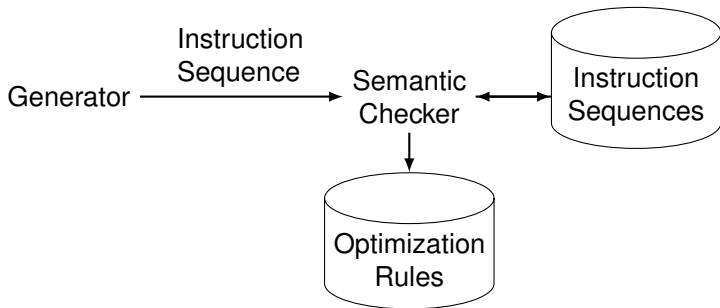 Generator
Instruction
Sequence
Semantic
Checker
Instruction
Sequences
Optimization
Rules